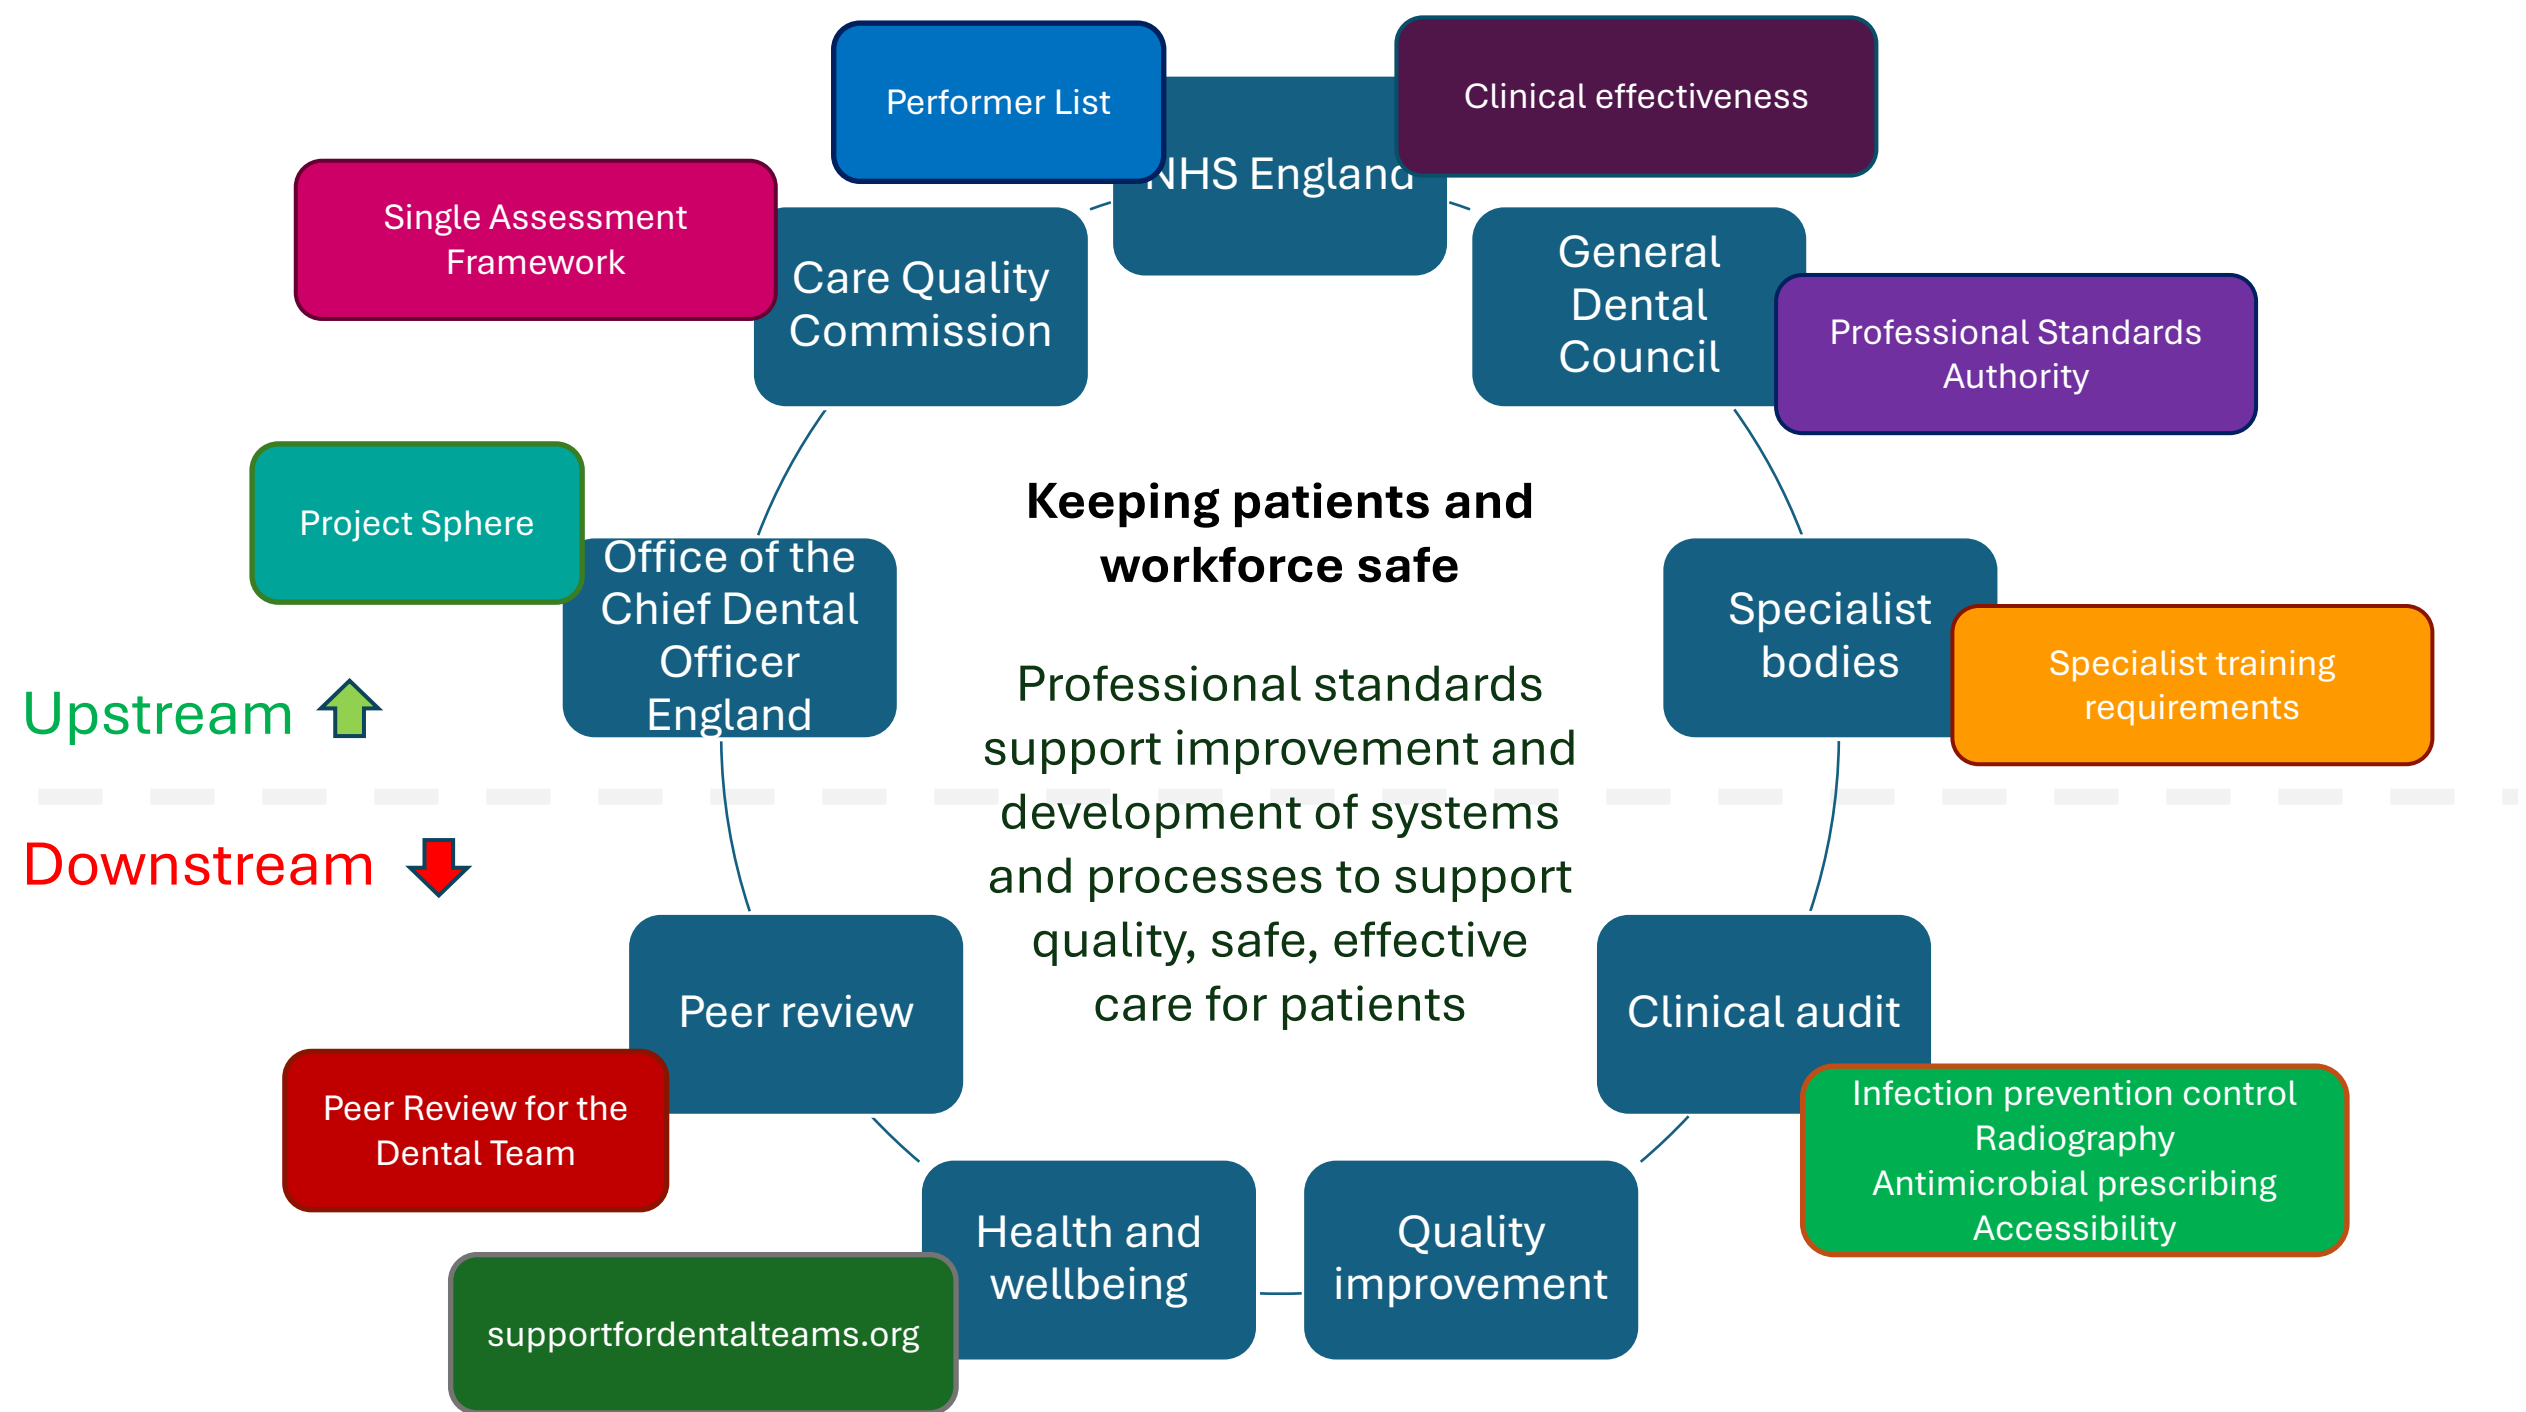 Performer List
Clinical effectiveness
NHS England
Single Assessment
Framework
Care Quality
Commission
General
Dental
Council
Professional Standards
Authority
Project Sphere
Office of the
Chief Dental
Officer
England
Keeping patients and
workforce safe
Specialist
bodies
Specialist training
requirements
Upstream
Professional standards
support improvement and
development of systems
and processes to support
quality, safe, effective
care for patients
Downstream
Peer review
Clinical audit
Peer Review for the
Dental Team
Infection prevention control
Radiography
Antimicrobial prescribing
Accessibility
Health and
wellbeing
Quality
improvement
supportfordentalteams.org